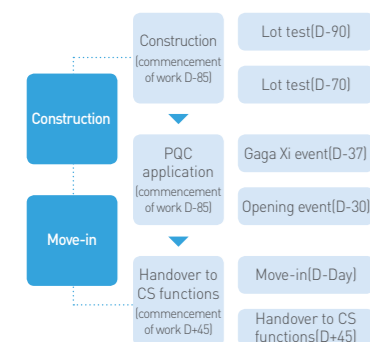 Construction
Move-in
Construction
(commencement
of work D-85)
Lot test(D-90)
Lot test(D-70)
PQC
application
(commencement
of work D-85)
Gaga Xi event(D-37)
Opening event(D-30)
Handover to
CS functions
(commencement
of work D+45)
Move-in(D-Day)
Handover to CS
functions(D+45)